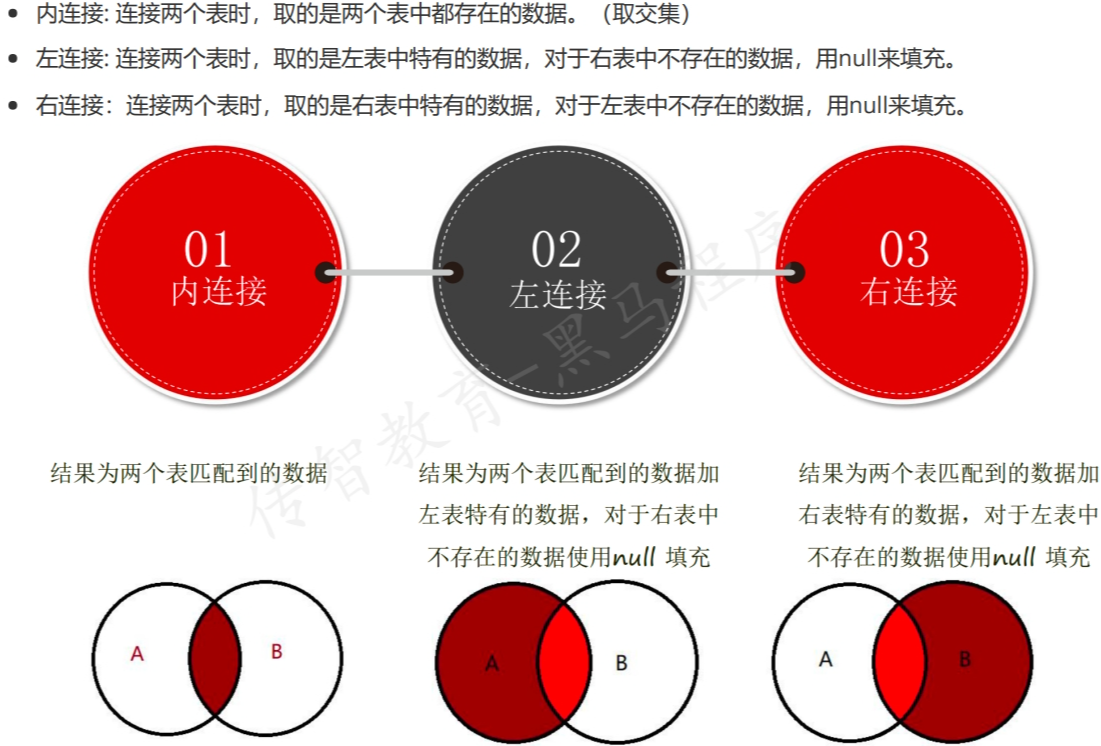 内连接: 连接两个表时，取的是两个表中都存在的数据。（取交集）
左连接: 连接两个表时，取的是左表中特有的数据，对于右表中不存在的数据，用null来填充。
右连接：连接两个表时，取的是右表中特有的数据，对于左表中不存在的数据，用null来填充。
01
内连接
02
左连接
03
右连接
传智教育-黑马程序
结果为两个表匹配到的数据
结果为两个表匹配到的数据加
左表特有的数据，对于右表中
不存在的数据使用null 填充
结果为两个表匹配到的数据加
右表特有的数据，对于左表中
不存在的数据使用null 填充
A
B
A
B
A
B